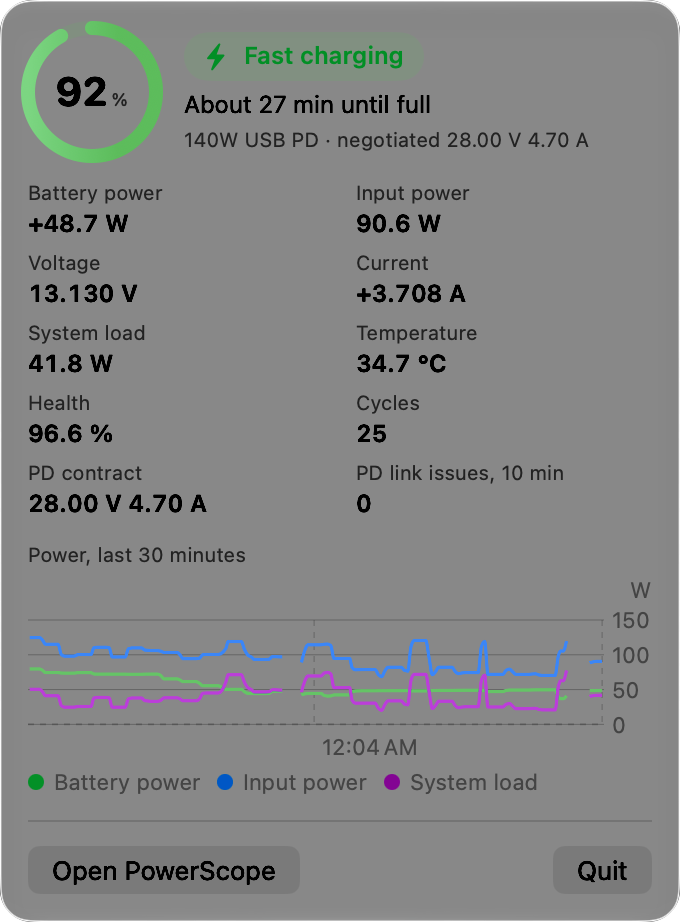 92 %
Fast charging
About 27 min until full
140W USB PD · negotiated 28.00 V 4.70 A
Battery power
+48.7 W
Input power
90.6 W
Voltage
13.130 V
Current
+3.708 A
System load
41.8 W
Temperature
34.7 °C
Health
96.6 %
Cycles
25
PD contract
28.00 V 4.70 A
PD link issues, 10 min
0
Power, last 30 minutes
W
150
100
50
0
12:04 AM
Battery power
Input power
System load
Open PowerScope
Quit